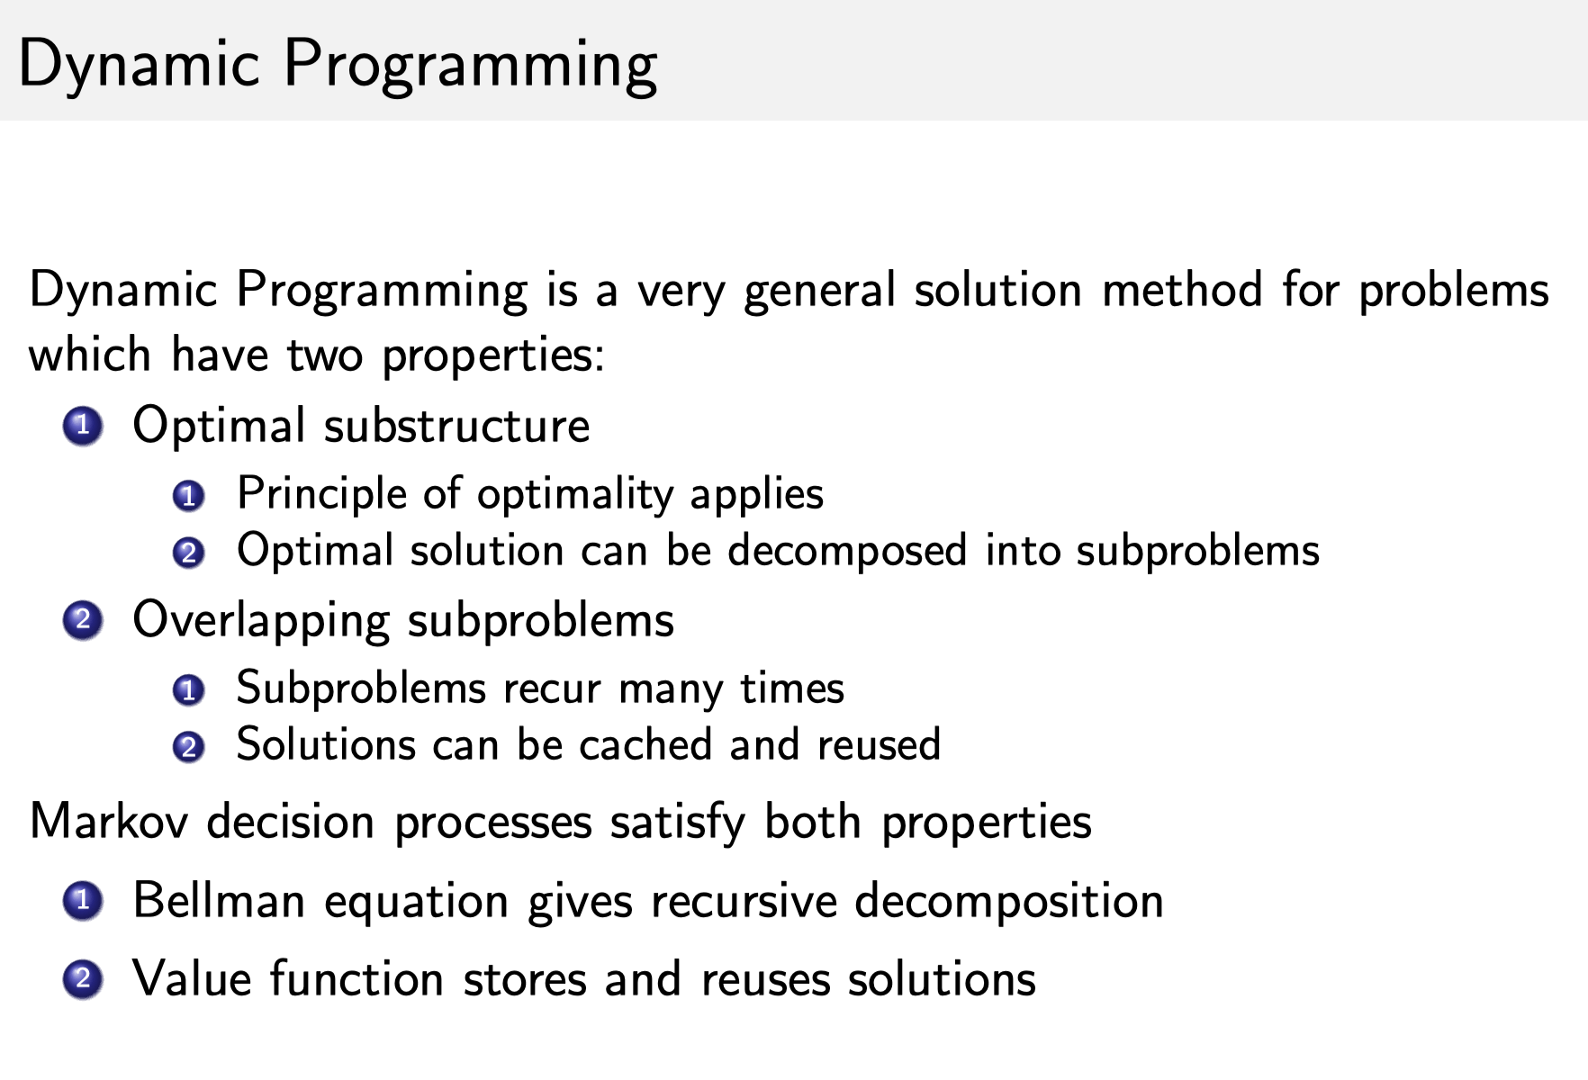 Dynamic Programming
Dynamic Programming is a very general solution method for problems
which have two properties:
1 Optimal substructure
1 Principle of optimality applies
2 Optimal solution can be decomposed into subproblems
2 Overlapping subproblems
1 Subproblems recur many times
2 Solutions can be cached and reused
Markov decision processes satisfy both properties
1 Bellman equation gives recursive decomposition
2 Value function stores and reuses solutions